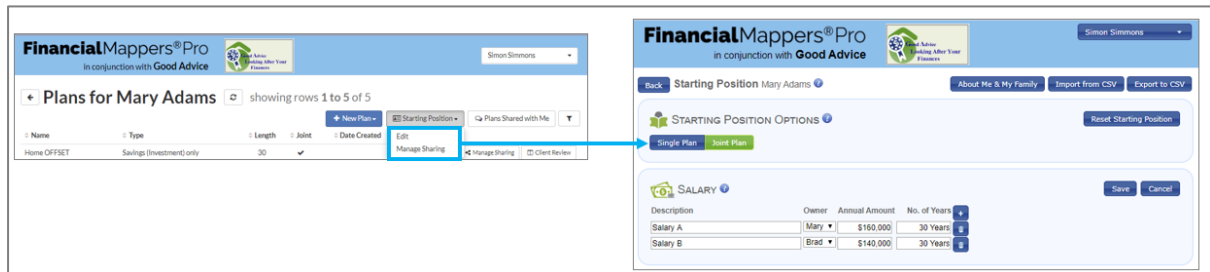 FinancialMappers®Pro
in conjunction with Good Advice
Good Advice
Looking After Your
Finances
Simon Simmons
Plans for Mary Adams
showing rows 1 to 5 of 5
+ New Plan
Starting Position
Plans Shared with Me
Name
Type
Length
Joint
Date Created
Edit
Manage Sharing
Home OFFSET
Savings (Investment) only
30
✔
Manage Sharing
Client Review
FinancialMappers®Pro
in conjunction with Good Advice
Good Advice
Looking After Your
Finances
Simon Simmons
Back
Starting Position Mary Adams
About Me & My Family
Import from CSV
Export to CSV
STARTING POSITION OPTIONS
Reset Starting Position
Single Plan
Joint Plan
SALARY
Save
Cancel
Description Owner Annual Amount No. of Years
Salary A Mary $160,000 30 Years
Salary B Brad $140,000 30 Years